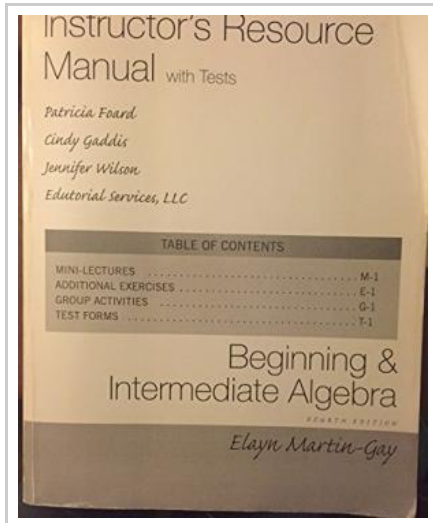 Instructor's Resource
Manual with Tests
Patricia Foard
Cindy Gaddis
Jennifer Wilson
Edutorial Services, LLC
TABLE OF CONTENTS
MINI-LECTURES ........................................ M-1
ADDITIONAL EXERCISES ................................ E-1
GROUP ACTIVITIES .................................... G-1
TEST FORMS .......................................... T-1
Beginning &
Intermediate Algebra
FOURTH EDITION
Elayn Martin-Gay